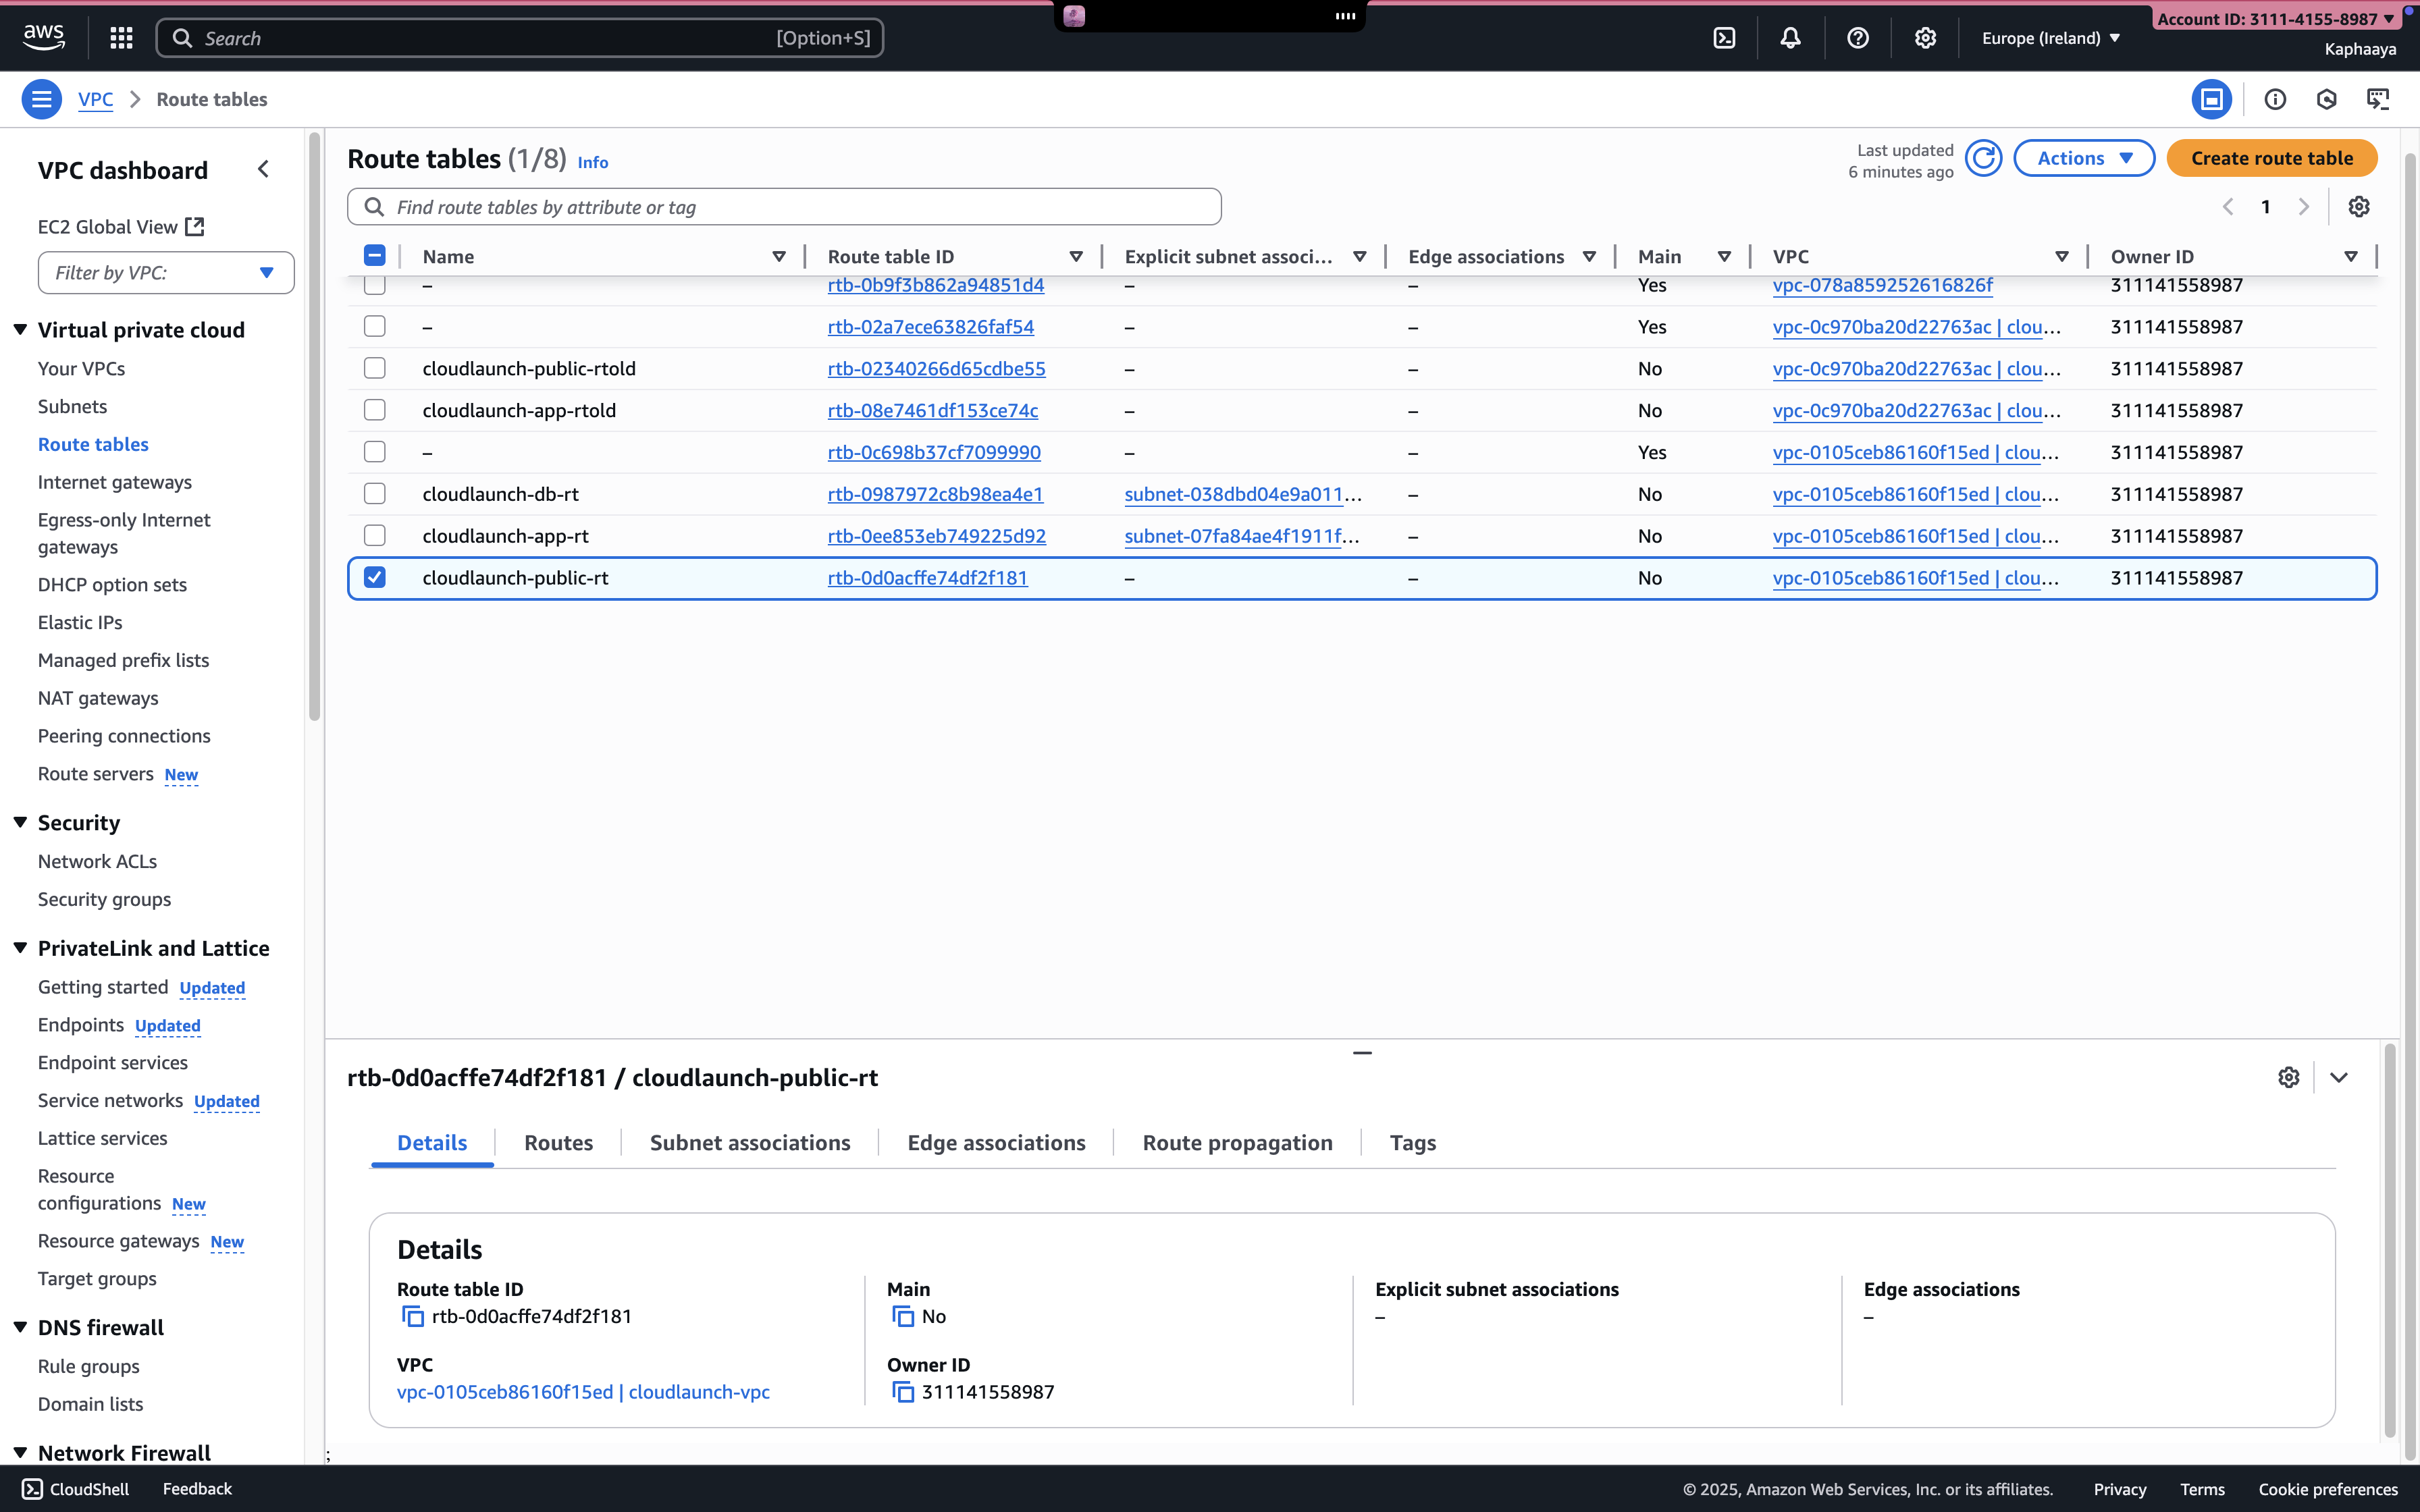 aws
Search
[Option+S]
Europe (Ireland)
Account ID: 3111-4155-8987
Kaphaaya
VPC
Route tables
VPC dashboard
EC2 Global View
Filter by VPC:
Virtual private cloud
Your VPCs
Subnets
Route tables
Internet gateways
Egress-only Internet
gateways
DHCP option sets
Elastic IPs
Managed prefix lists
NAT gateways
Peering connections
Route servers New
Security
Network ACLs
Security groups
PrivateLink and Lattice
Getting started Updated
Endpoints Updated
Endpoint services
Service networks Updated
Lattice services
Resource
configurations New
Resource gateways New
Target groups
DNS firewall
Rule groups
Domain lists
Network Firewall
Route tables (1/8) Info
Last updated
6 minutes ago
Actions
Create route table
Find route tables by attribute or tag
1
Name Route table ID Explicit subnet associ... Edge associations Main VPC Owner ID
– rtb-0b9f3b862a94851d4 – – Yes vpc-078a859252616826f 311141558987
– rtb-02a7ece63826faf54 – – Yes vpc-0c970ba20d22763ac | clou... 311141558987
cloudlaunch-public-rtold rtb-02340266d65cdbe55 – – No vpc-0c970ba20d22763ac | clou... 311141558987
cloudlaunch-app-rtold rtb-08e7461df153ce74c – – No vpc-0c970ba20d22763ac | clou... 311141558987
– rtb-0c698b37cf7099990 – – Yes vpc-0105ceb86160f15ed | clou... 311141558987
cloudlaunch-db-rt rtb-0987972c8b98ea4e1 subnet-038dbd04e9a011... – No vpc-0105ceb86160f15ed | clou... 311141558987
cloudlaunch-app-rt rtb-0ee853eb749225d92 subnet-07fa84ae4f1911f... – No vpc-0105ceb86160f15ed | clou... 311141558987
cloudlaunch-public-rt rtb-0d0acffe74df2f181 – – No vpc-0105ceb86160f15ed | clou... 311141558987
rtb-0d0acffe74df2f181 / cloudlaunch-public-rt
Details Routes Subnet associations Edge associations Route propagation Tags
Details
Route table ID
rtb-0d0acffe74df2f181
Main
No
Explicit subnet associations
–
Edge associations
–
VPC
vpc-0105ceb86160f15ed | cloudlaunch-vpc
Owner ID
311141558987
;
CloudShell
Feedback
© 2025, Amazon Web Services, Inc. or its affiliates.
Privacy
Terms
Cookie preferences